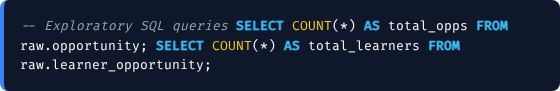 -- Exploratory SQL queries SELECT COUNT(*) AS total_opps FROM
raw.opportunity; SELECT COUNT(*) AS total_learners FROM
raw.learner_opportunity;